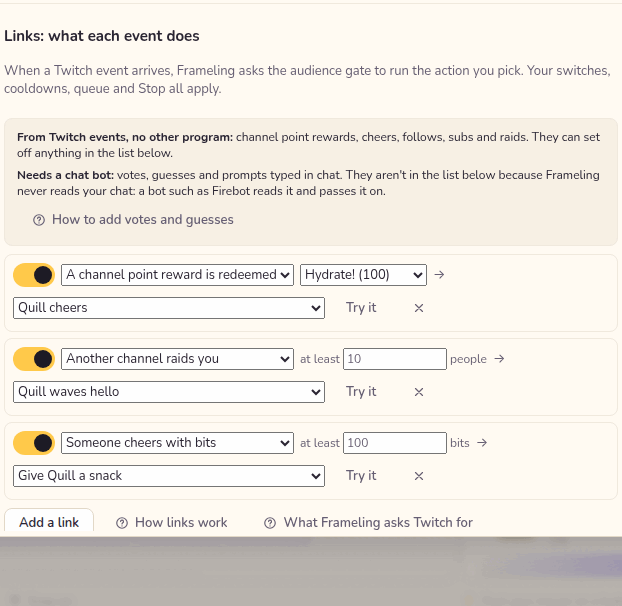 Links: what each event does
When a Twitch event arrives, Frameling asks the audience gate to run the action you pick. Your switches,
cooldowns, queue and Stop all apply.
From Twitch events, no other program: channel point rewards, cheers, follows, subs and raids. They can set
off anything in the list below.
Needs a chat bot: votes, guesses and prompts typed in chat. They aren't in the list below because Frameling
never reads your chat: a bot such as Firebot reads it and passes it on.
How to add votes and guesses
A channel point reward is redeemed Hydrate! (100) →
Quill cheers Try it ×
Another channel raids you at least 10 people →
Quill waves hello Try it ×
Someone cheers with bits at least 100 bits →
Give Quill a snack Try it ×
Add a link How links work What Frameling asks Twitch for